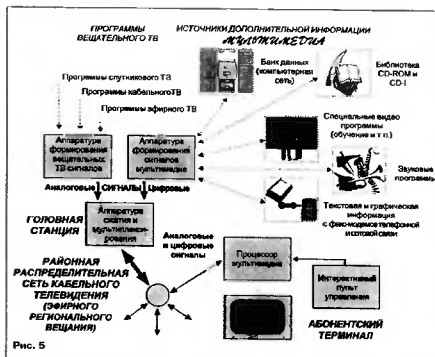 ПРОГРАММЫ
ВЕЩАТЕЛЬНОГО ТВ
ИСТОЧНИКИ ДОПОЛНИТЕЛЬНОЙ ИНФОРМАЦИИ
МУЛЬТИМЕДИА
Банк данных
(компьютерная
сеть)
Библиотека
CD-ROM и
CD-I
Программы спутникового ТВ
Программы кабельного ТВ
Программы эфирного ТВ
Специальные видео
программы
(обучение и т.п.)
Аппаратура
формирования
вещательных
ТВ сигналов
Аппаратура
формирования
сигналов
мультимедиа
Звуковые
программы
Аналоговые СИГНАЛЫ Цифровые
Текстовая и графическая
информация
с факс-модемов телефонной
и сотовой связи
ГОЛОВНАЯ
СТАНЦИЯ
Аппаратура
сжатия и
мультиплекси-
рования
Аналоговые
и цифровые
сигналы
РАЙОННАЯ
РАСПРЕДЕЛИТЕЛЬНАЯ
СЕТЬ КАБЕЛЬНОГО
ТЕЛЕВИДЕНИЯ
(ЭФИРНОГО
РЕГИОНАЛЬНОГО
ВЕЩАНИЯ)
Процессор
мультимедиа
Интерактивный
пульт
управления
АБОНЕНТСКИЙ
ТЕРМИНАЛ
Рис. 5